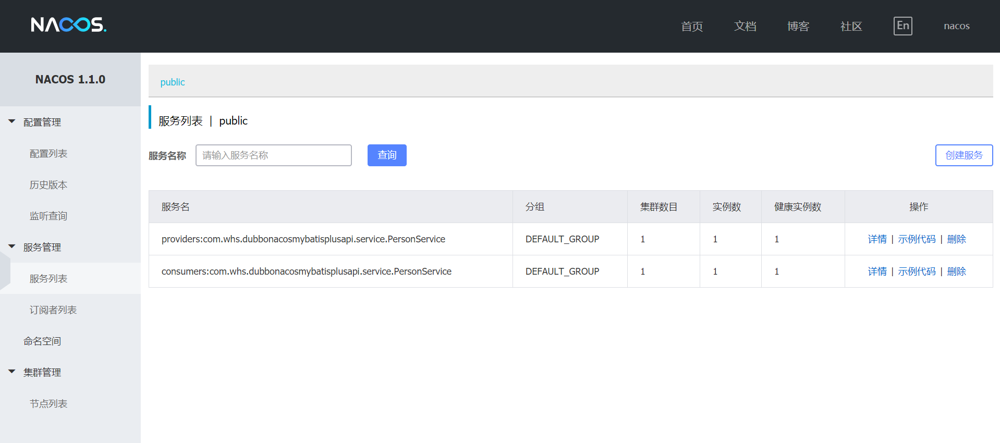 NACOS.
首页 文档 博客 社区 En nacos
NACOS 1.1.0
配置管理
配置列表
历史版本
监听查询
服务管理
服务列表
订阅者列表
命名空间
集群管理
节点列表
public
服务列表 | public
服务名称 请输入服务名称 查询 创建服务
服务名 分组 集群数目 实例数 健康实例数 操作
providers:com.whs.dubbonacosmybatisplusapi.service.PersonService DEFAULT_GROUP 1 1 1 详情 | 示例代码 | 删除
consumers:com.whs.dubbonacosmybatisplusapi.service.PersonService DEFAULT_GROUP 1 1 1 详情 | 示例代码 | 删除